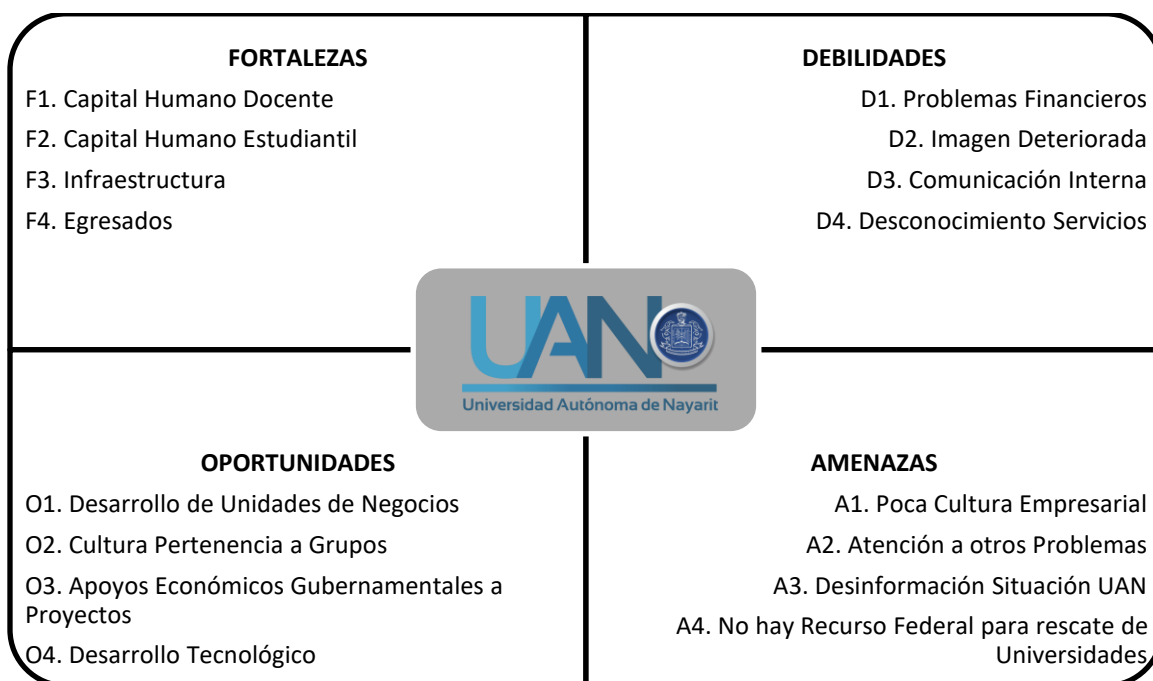 FORTALEZAS
F1. Capital Humano Docente
F2. Capital Humano Estudiantil
F3. Infraestructura
F4. Egresados
DEBILIDADES
D1. Problemas Financieros
D2. Imagen Deteriorada
D3. Comunicación Interna
D4. Desconocimiento Servicios
UAN
Universidad Autónoma de Nayarit
OPORTUNIDADES
O1. Desarrollo de Unidades de Negocios
O2. Cultura Pertenencia a Grupos
O3. Apoyos Económicos Gubernamentales a
Proyectos
O4. Desarrollo Tecnológico
AMENAZAS
A1. Poca Cultura Empresarial
A2. Atención a otros Problemas
A3. Desinformación Situación UAN
A4. No hay Recurso Federal para rescate de
Universidades